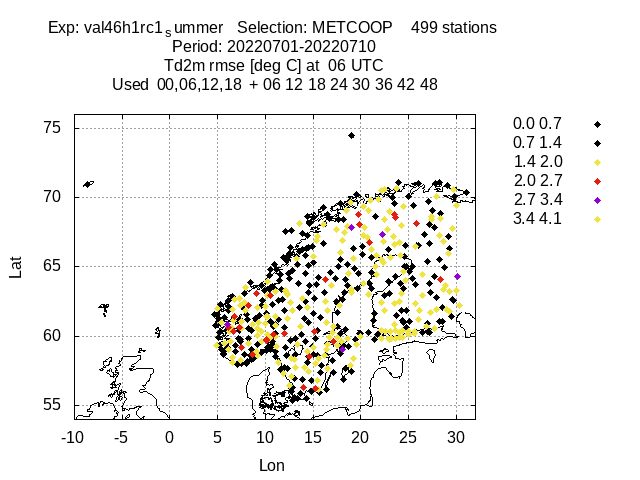 Exp: val46h1rc1summer Selection: METCOOP 499 stations
Period: 20220701-20220710
Td2m rmse [deg C] at 06 UTC
Used 00,06,12,18 + 06 12 18 24 30 36 42 48
75
70
65
60
55
Lat
-10 -5 0 5 10 15 20 25 30
Lon
0.0 0.7
0.7 1.4
1.4 2.0
2.0 2.7
2.7 3.4
3.4 4.1